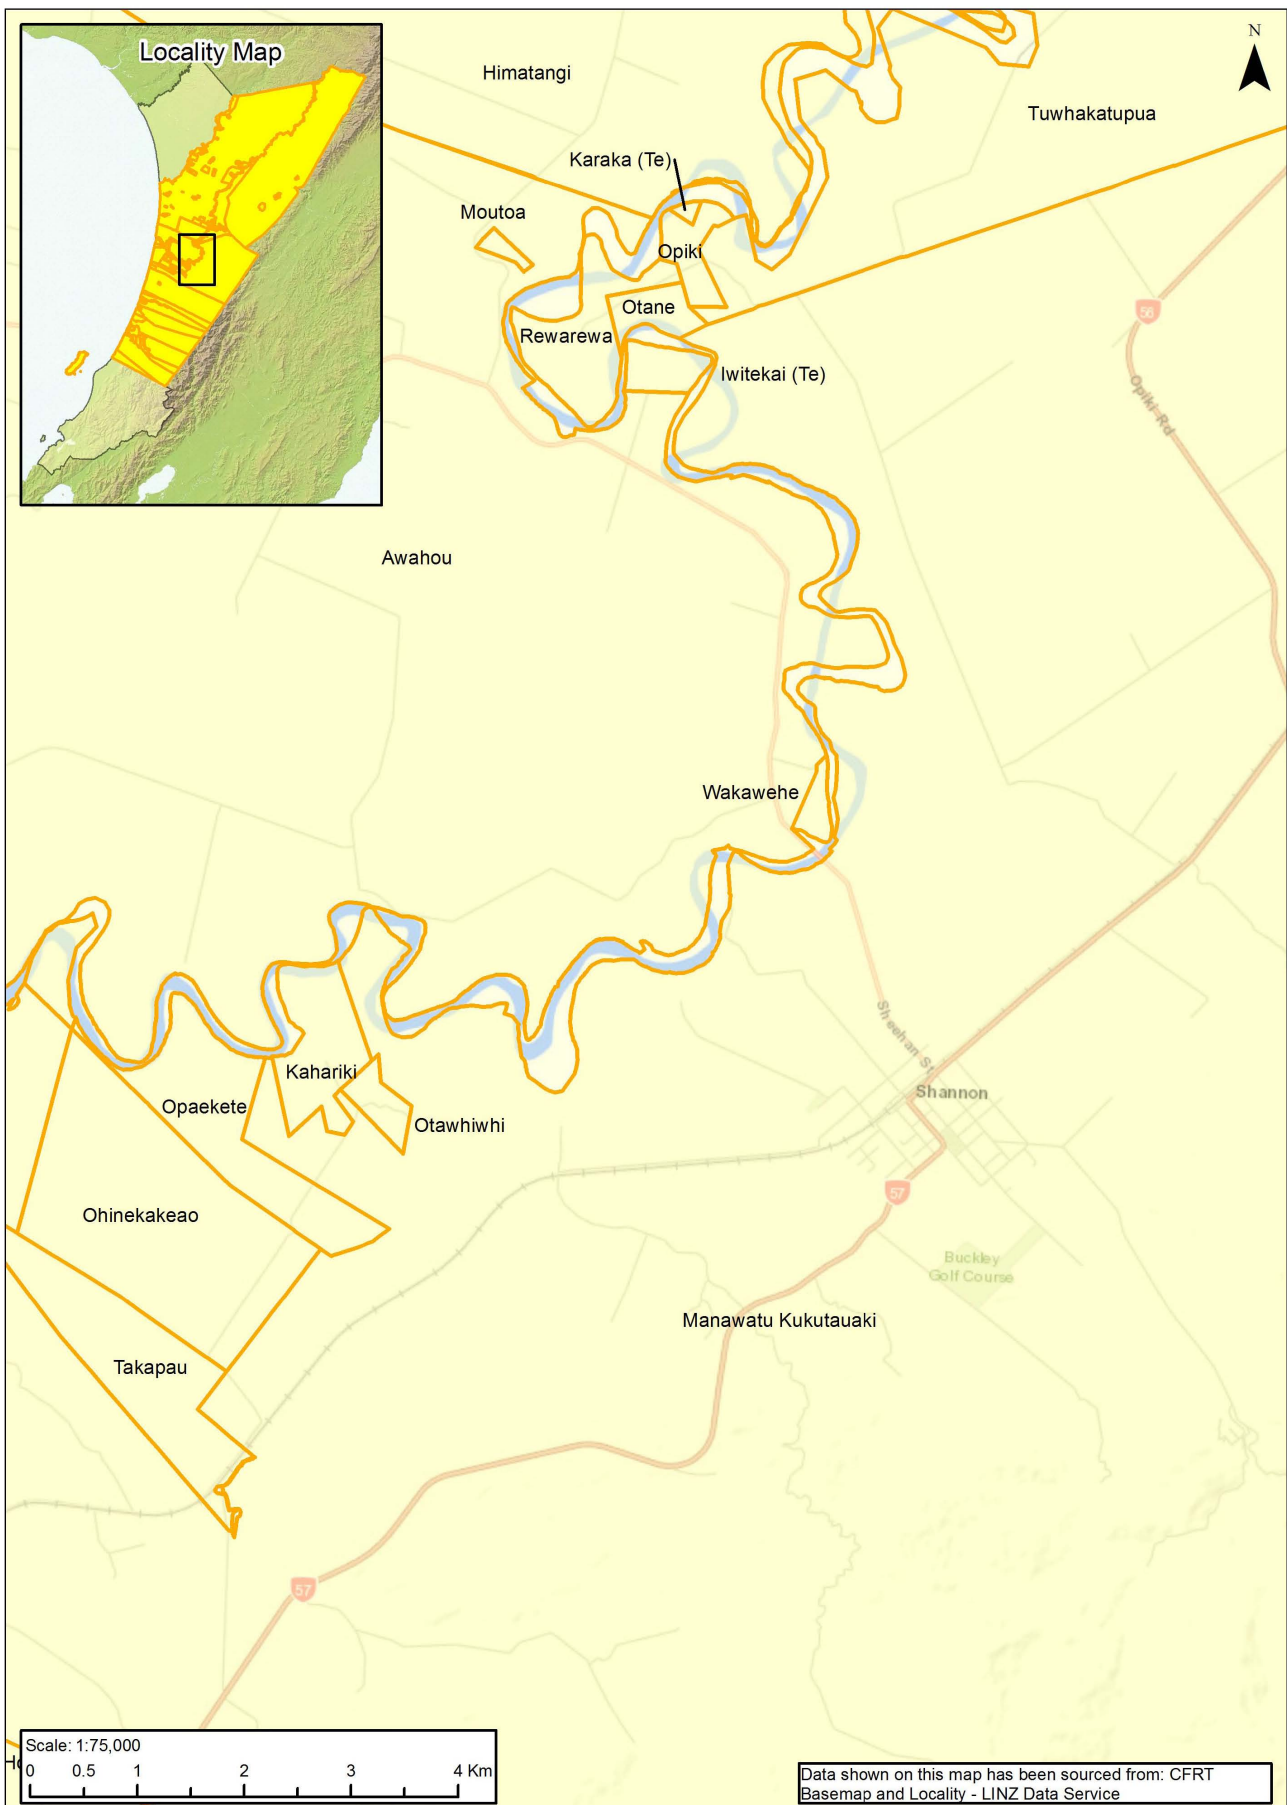 Locality Map
N
Himatangi
Tuwhakatupua
Karaka (Te)
Moutoa
Opiki
Otane
Rewarewa
56
Iwitekai (Te)
Opiki Rd
Awahou
Wakawehe
Sheehan St
Kahariki
Shannon
Opaekete
Otawhiwhi
57
Ohinekakeao
Buckley
Golf Course
Manawatu Kukutauaki
Takapau
57
Scale: 1:75,000
0 0.5 1 2 3 4 Km
Data shown on this map has been sourced from: CFRT
Basemap and Locality - LINZ Data Service